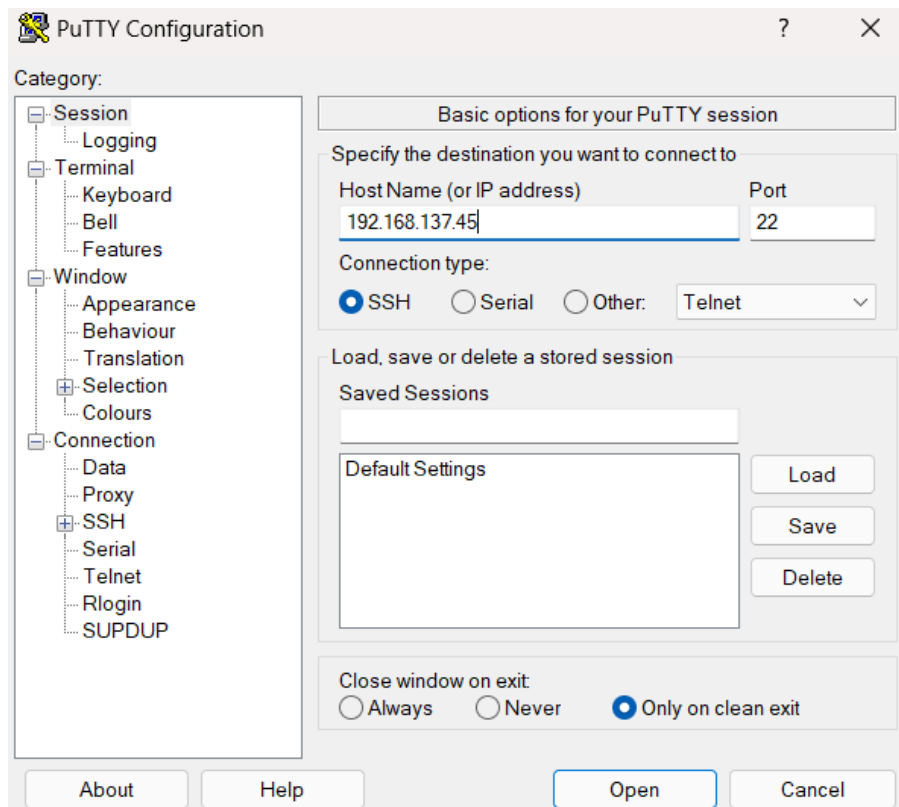 PuTTY Configuration ? X
Category:
Session
Logging
Terminal
Keyboard
Bell
Features
Window
Appearance
Behaviour
Translation
Selection
Colours
Connection
Data
Proxy
SSH
Serial
Telnet
Rlogin
SUPDUP
Basic options for your PuTTY session
Specify the destination you want to connect to
Host Name (or IP address) Port
192.168.137.45 22
Connection type:
SSH Serial Other: Telnet
Load, save or delete a stored session
Saved Sessions
Default Settings
Load
Save
Delete
Close window on exit:
Always Never Only on clean exit
About Help Open Cancel